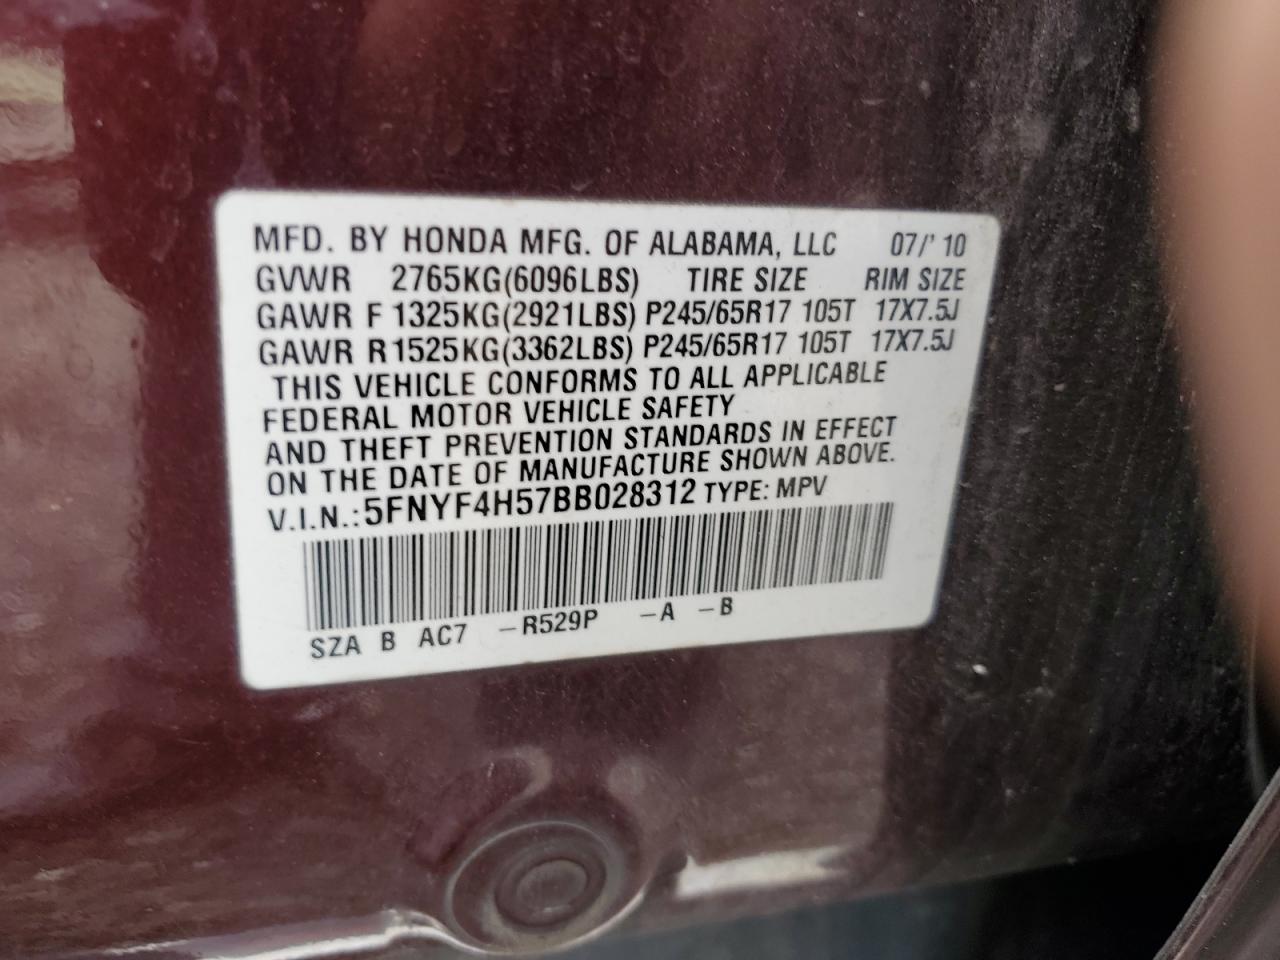 MFD. BY HONDA MFG. OF ALABAMA, LLC 07/'10
GVWR 2765KG(6096LBS) TIRE SIZE RIM SIZE
GAWR F 1325KG(2921LBS) P245/65R17 105T 17X7.5J
GAWR R 1525KG(3362LBS) P245/65R17 105T 17X7.5J
THIS VEHICLE CONFORMS TO ALL APPLICABLE
FEDERAL MOTOR VEHICLE SAFETY
AND THEFT PREVENTION STANDARDS IN EFFECT
ON THE DATE OF MANUFACTURE SHOWN ABOVE.
V.I.N.:5FNYF4H57BB028312 TYPE: MPV
SZA B AC7 –R529P –A –B